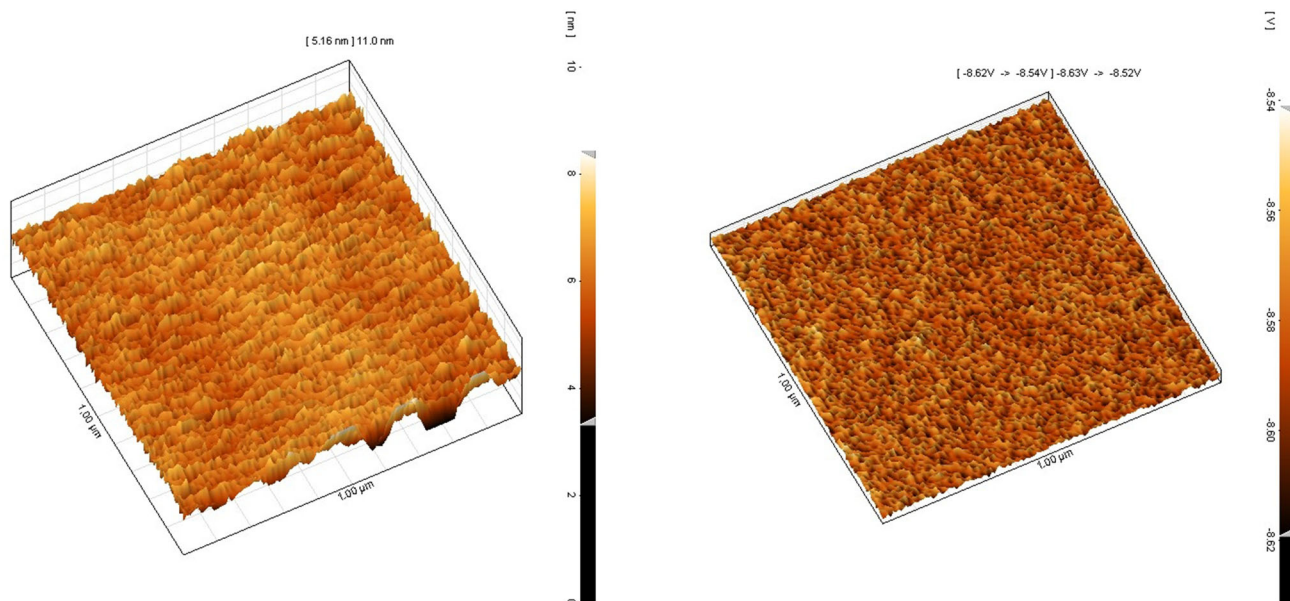 [ nm ]
[ 5.16 nm ] 11.0 nm
10
8
6
4
2
0
1.00 µm
1.00 µm
[ V ]
[ -8.62V -> -8.54V ] -8.63V -> -8.52V
-8.54
-8.56
-8.58
-8.60
-8.62
1.00 µm
1.00 µm